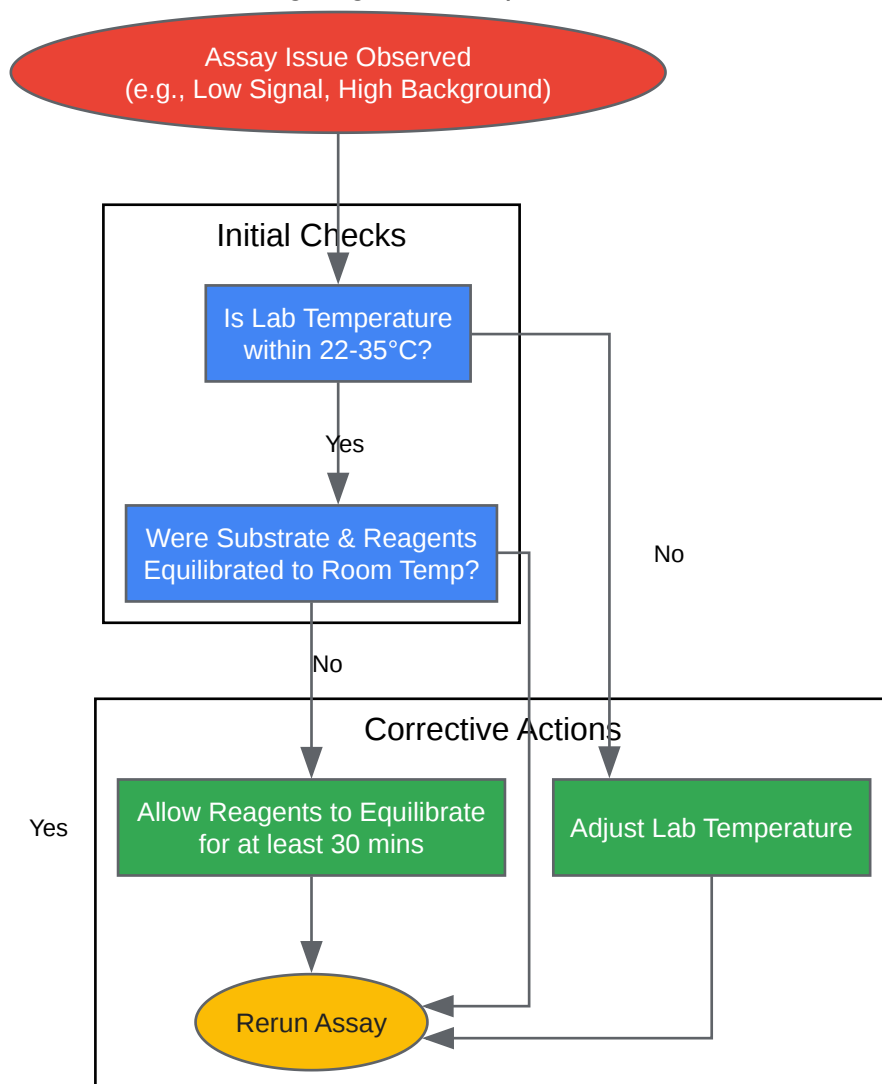 Assay Issue Observed
(e.g., Low Signal, High Background)
Initial Checks
Is Lab Temperature
within 22-35°C?
Yes
Were Substrate & Reagents
Equilibrated to Room Temp?
No
No
Corrective Actions
Allow Reagents to Equilibrate
for at least 30 mins
Adjust Lab Temperature
Yes
Rerun Assay